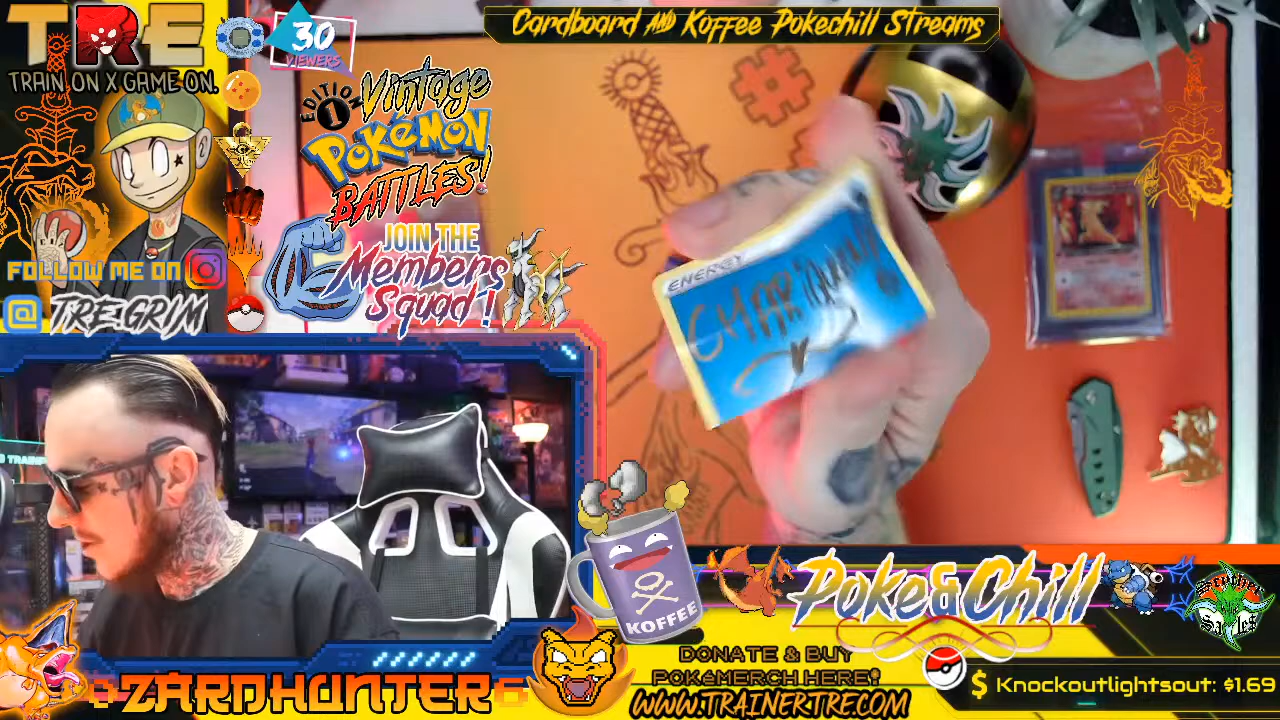 Cardboard AND Koffee Pokechill Streams
TRE
TRAIN ON X GAME ON.
30
VIEWERS
EDITION
1
Vintage
POKéMON
BATTLES!
JOIN THE
Members
Squad!
FOLLOW ME ON
@TRE.GRIM
ENERGY
KOFFEE
Poke&Chill
ZARDHUNTER
DONATE & BUY
POKéMERCH HERE!
WWW.TRAINERTRE.COM
$ Knockoutlightsout: $1.69